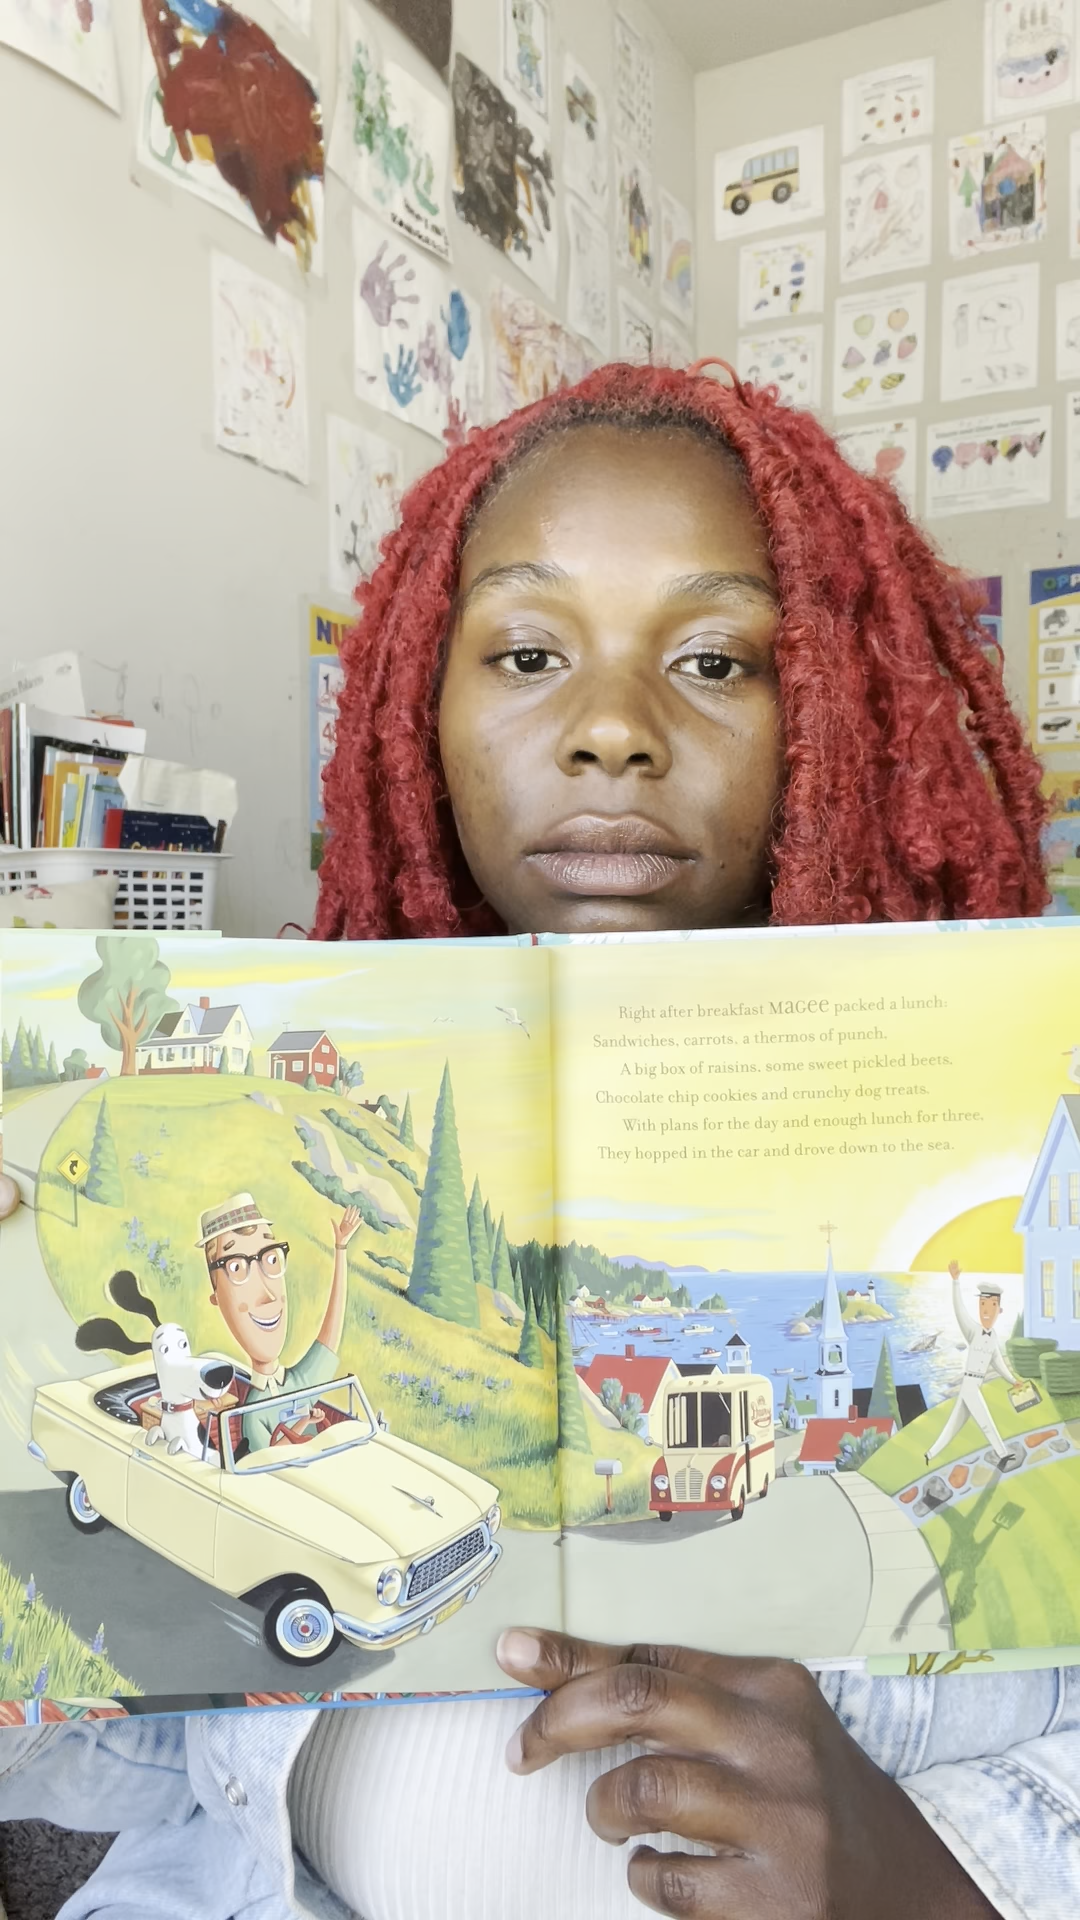 NU
OPP
Right after breakfast MAGEE packed a lunch:
Sandwiches, carrots, a thermos of punch,
A big box of raisins, some sweet pickled beets,
Chocolate chip cookies and crunchy dog treats.
With plans for the day and enough lunch for three,
They hopped in the car and drove down to the sea.